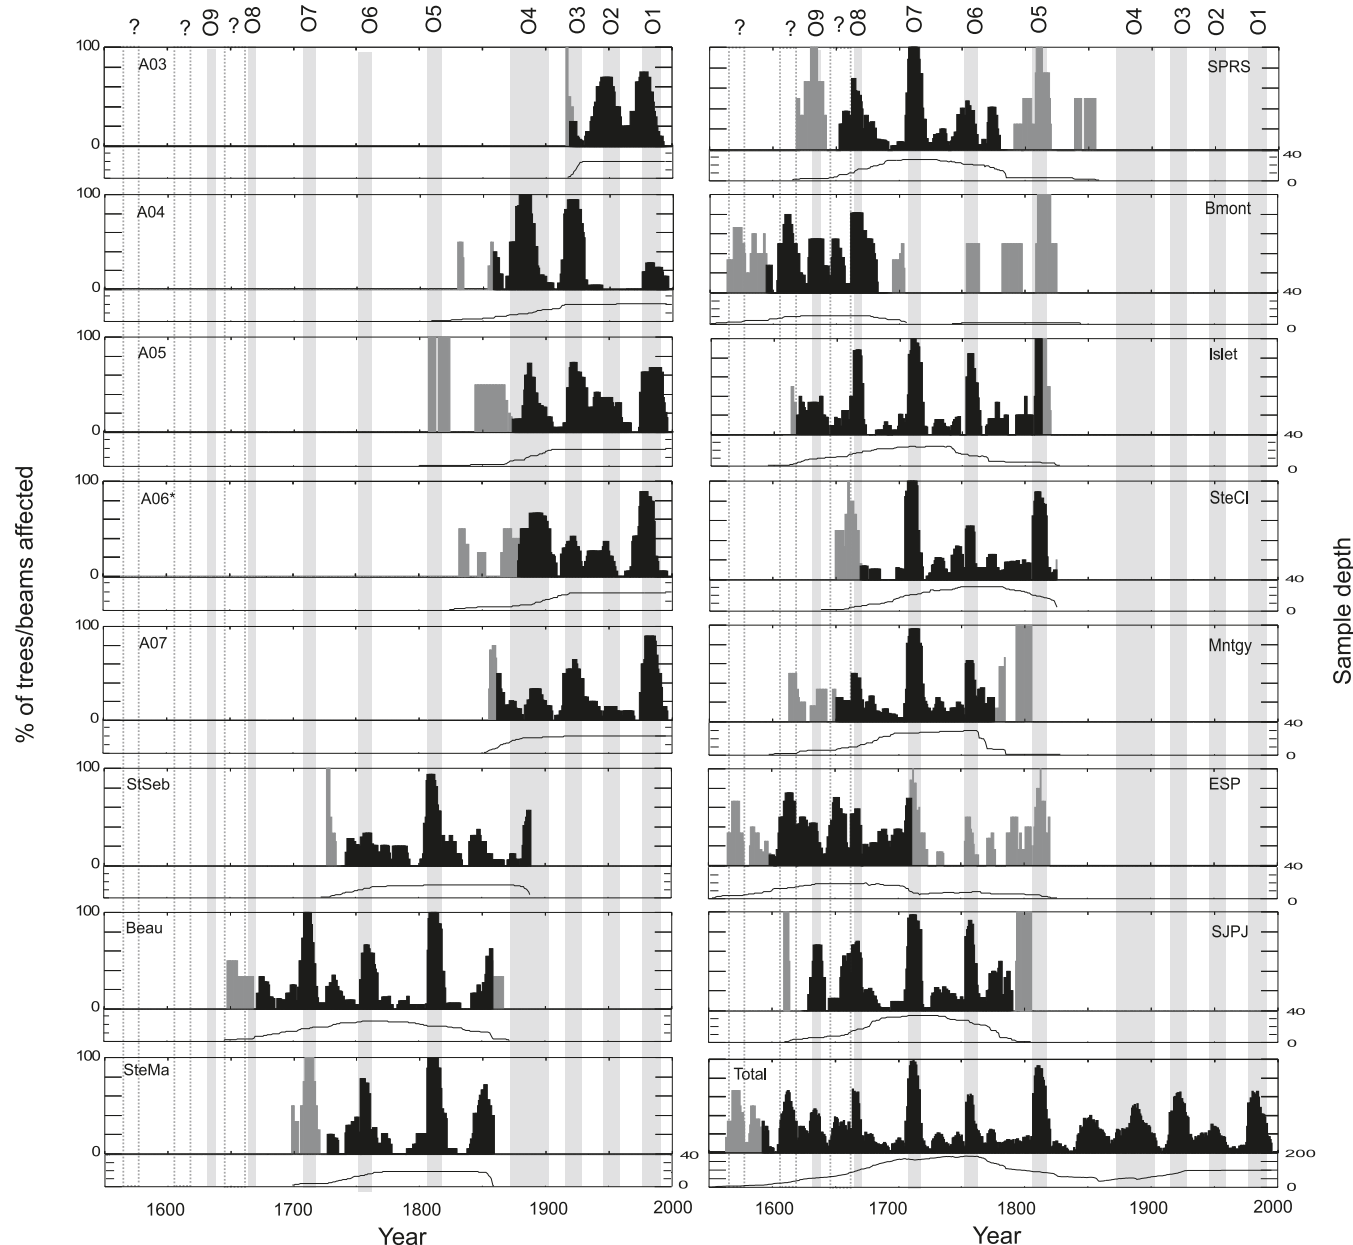 ? ? O9 ? O8 O7 O6 O5 O4 O3 O2 O1
? ? O9 ? O8 O7 O6 O5 O4 O3 O2 O1
100
A03
0
SPRS
40
0
100
A04
0
Bmont
40
0
100
A05
0
Islet
40
0
100
A06*
0
SteCl
40
0
100
A07
0
Mntgy
40
0
100
StSeb
0
ESP
40
0
100
Beau
0
SJPJ
40
0
100
SteMa
0
40
0
Total
200
0
% of trees/beams affected
Sample depth
1600 1700 1800 1900 2000
Year
1600 1700 1800 1900 2000
Year